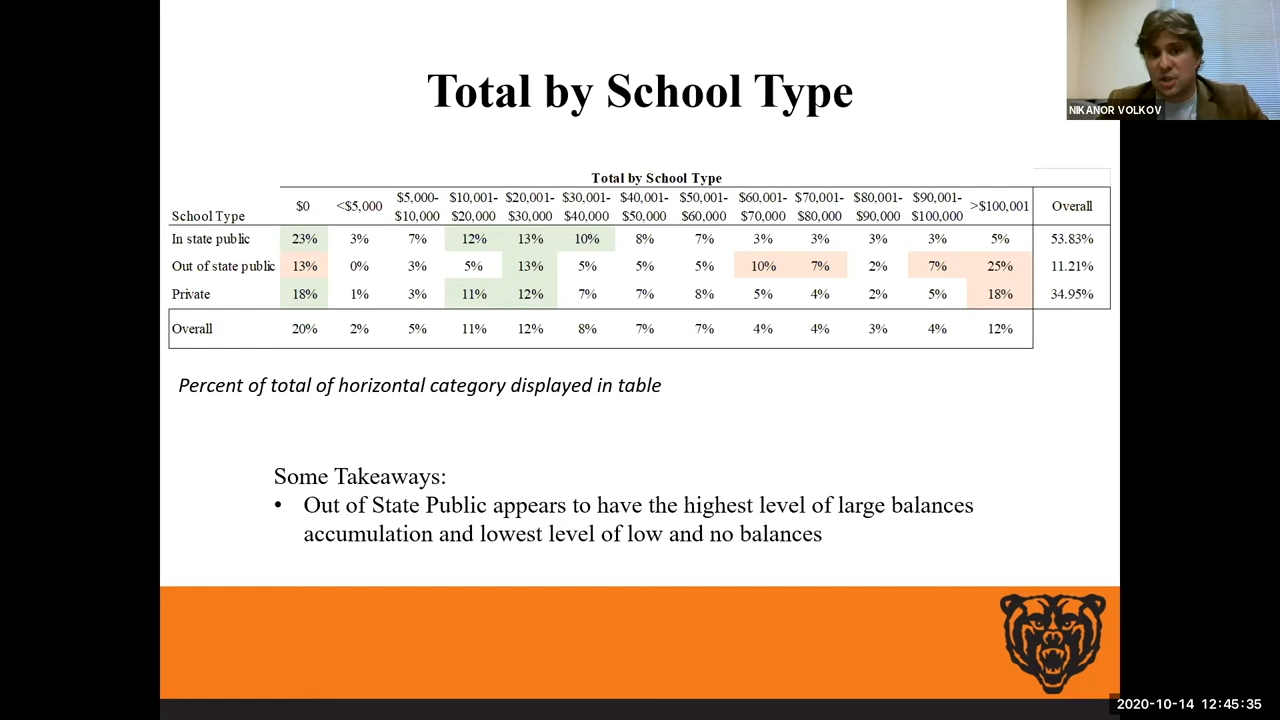 Total by School Type
NIKANOR VOLKOV
Total by School Type
School Type $0 <$5,000 $5,000-$10,000 $10,001-$20,000 $20,001-$30,000 $30,001-$40,000 $40,001-$50,000 $50,001-$60,000 $60,001-$70,000 $70,001-$80,000 $80,001-$90,000 $90,001-$100,000 >$100,001 Overall
In state public 23% 3% 7% 12% 13% 10% 8% 7% 3% 3% 3% 3% 5% 53.83%
Out of state public 13% 0% 3% 5% 13% 5% 5% 5% 10% 7% 2% 7% 25% 11.21%
Private 18% 1% 3% 11% 12% 7% 7% 8% 5% 4% 2% 5% 18% 34.95%
Overall 20% 2% 5% 11% 12% 8% 7% 7% 4% 4% 3% 4% 12%
Percent of total of horizontal category displayed in table
Some Takeaways:
• Out of State Public appears to have the highest level of large balances
accumulation and lowest level of low and no balances
2020-10-14 12:45:35